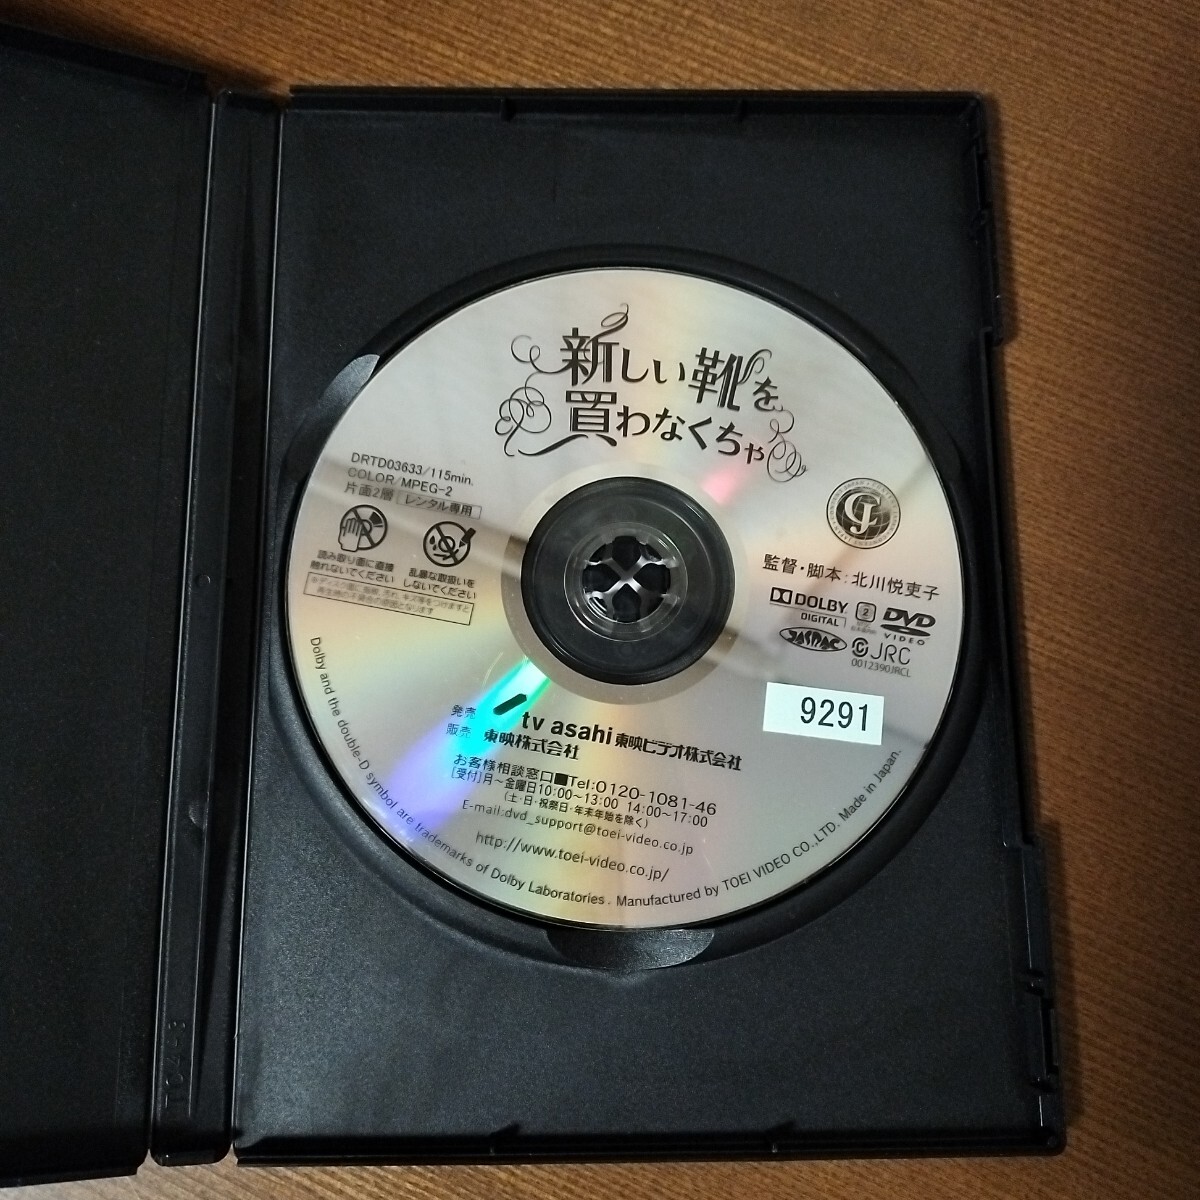 新しい靴を
買わなくちゃ
DRTD03633/115min.
COLOR/MPEG-2
片面2層 レンタル専用
読み取り面に直接
触れないでください
乱暴な取扱いを
しないでください
監督・脚本:北川悦吏子
DOLBY
DIGITAL
2
DVD
VIDEO
JRC
0012390JRCL
9291
発売: tv asahi 東映ビデオ株式会社
販売: 東映株式会社
お客様相談窓口■Tel:0120-1081-46
[受付]月～金曜日10:00～13:00 14:00～17:00
(土・日・祝祭日・年末年始を除く)
E-mail:dvd_support@toei-video.co.jp
http://www.toei-video.co.jp/
Dolby and the double-D symbol are trademarks of Dolby Laboratories. Manufactured by TOEI VIDEO CO.,LTD. Made in Japan.